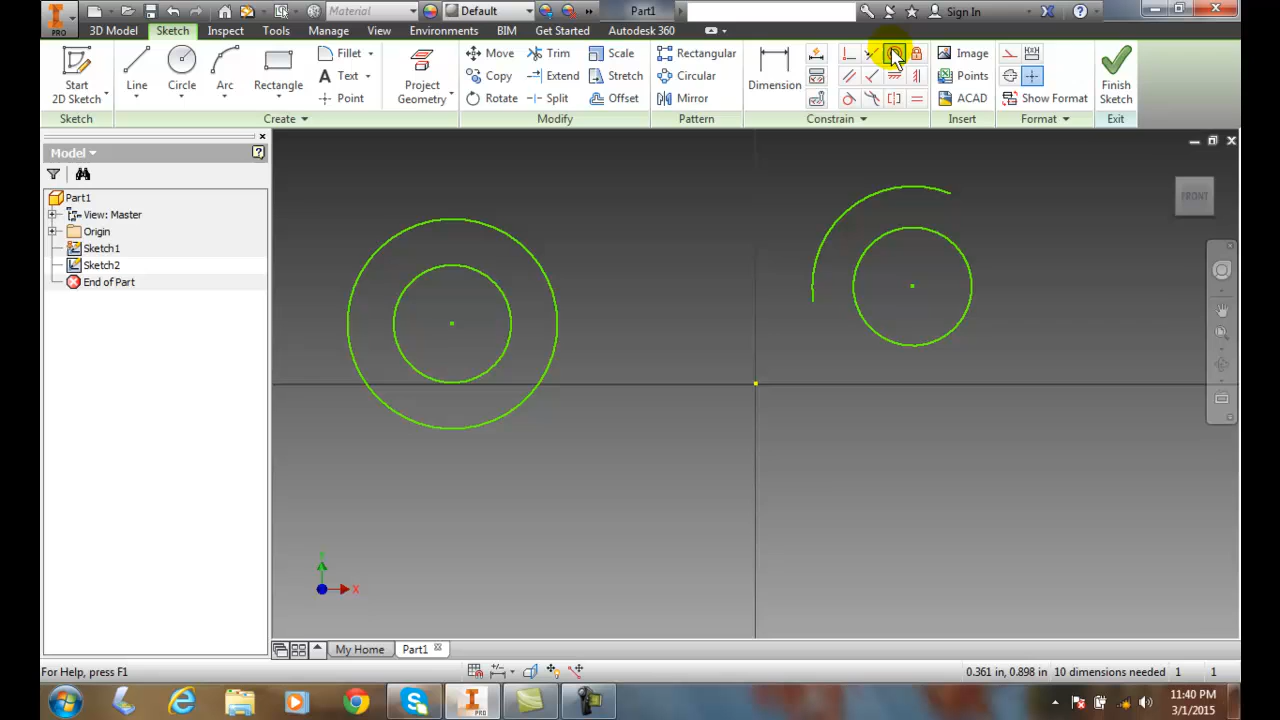 PRO
Material
Default
Part1
Sign In
3D Model
Sketch
Inspect
Tools
Manage
View
Environments
BIM
Get Started
Autodesk 360
Start
2D Sketch
Line
Circle
Arc
Rectangle
Fillet
Text
Point
Project
Geometry
Move
Trim
Scale
Copy
Extend
Stretch
Rotate
Split
Offset
Rectangular
Circular
Mirror
Dimension
Image
Points
ACAD
Show Format
Finish
Sketch
Sketch
Create
Modify
Pattern
Constrain
Insert
Format
Exit
Model
Part1
View: Master
Origin
Sketch1
Sketch2
End of Part
FRONT
X
My Home
Part1
For Help, press F1
0.361 in, 0.898 in
10 dimensions needed
1
1
PRO
11:40 PM
3/1/2015